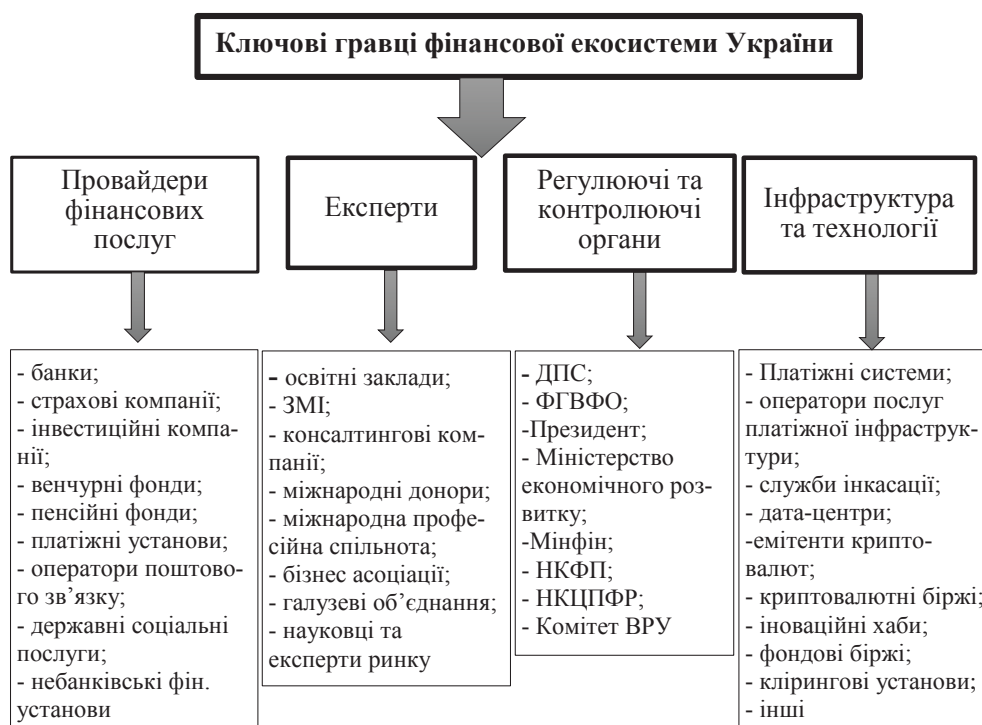 Ключові гравці фінансової екосистеми України
Провайдери
фінансових
послуг
Експерти
Регулюючі та
контролюючі
органи
Інфраструктура
та технології
- банки;
- страхові компанії;
- інвестиційні компа-
нії;
- венчурні фонди;
- пенсійні фонди;
- платіжні установи;
- оператори поштово-
го зв’язку;
- державні соціальні
послуги;
- небанківські фін.
установи
- освітні заклади;
- ЗМІ;
- консалтингові ком-
панії;
- міжнародні донори;
- міжнародна профе-
сійна спільнота;
- бізнес асоціації;
- галузеві об’єднання;
- науковці та
експерти ринку
- ДПС;
- ФГВФО;
-Президент;
- Міністерство
економічного роз-
витку;
-Мінфін;
- НКФП;
- НКЦПФР;
- Комітет ВРУ
- Платіжні системи;
- оператори послуг
платіжної інфраструк-
тури;
- служби інкасації;
- дата-центри;
-емітенти крипто-
валют;
- криптовалютні біржі;
- іноваційні хаби;
- фондові біржі;
- клірингові установи;
- інші